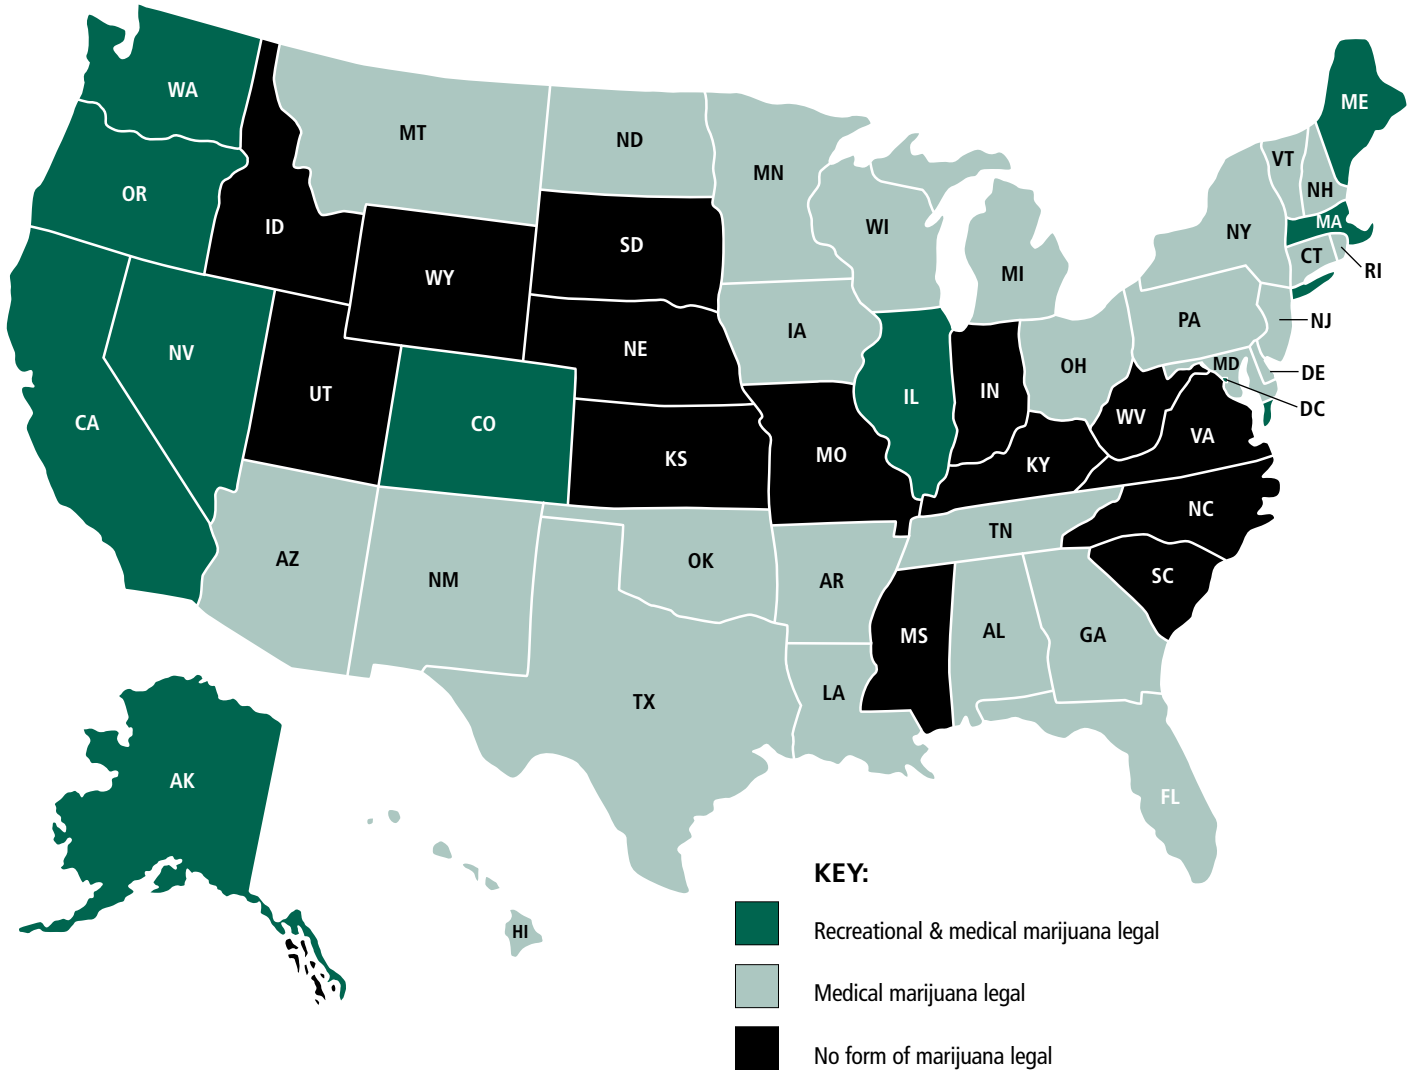 WA
ME
MT
ND
VT
MN
NH
OR
MA
ID
WI
NY
SD
CT
RI
MI
WY
PA
NJ
IA
NE
NV
MD
OH
DE
UT
IN
IL
DC
CA
CO
WV
VA
MO
KS
KY
NC
TN
AZ
OK
SC
NM
AR
AL
GA
MS
LA
TX
AK
FL
HI
KEY:
Recreational & medical marijuana legal
Medical marijuana legal
No form of marijuana legal